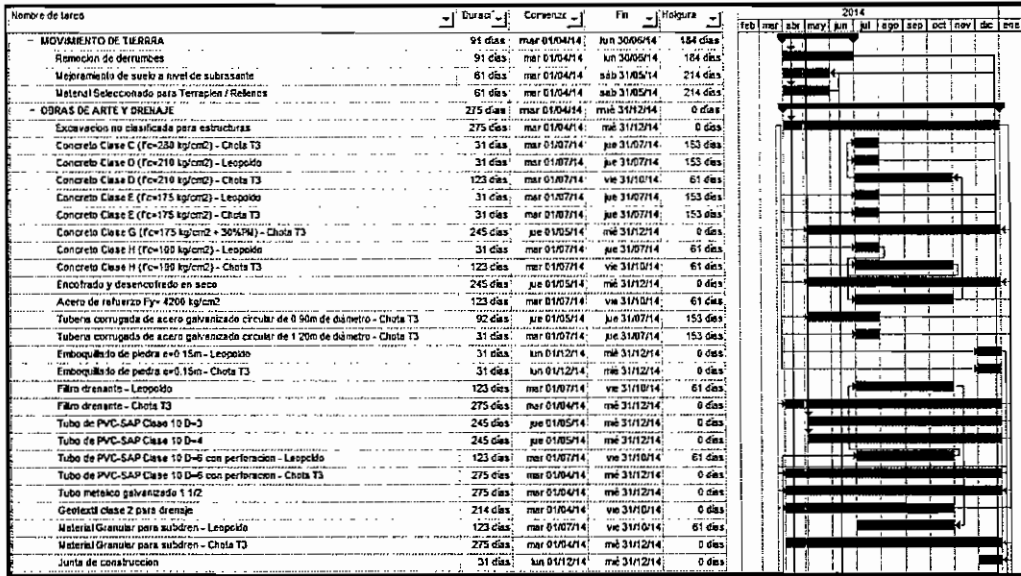 Nombre de tarea Duraci Comienzo Fin Holgura
2014
feb mar abr may jun jul ago sep oct nov dic ene
- MOVIMIENTO DE TIERRRA 91 días mar 01/04/14 lun 30/06/14 184 días
Remocion de derrumbes 91 días mar 01/04/14 lun 30/06/14 184 días
Mejoramiento de suelo a nivel de subrasante 61 días mar 01/04/14 sáb 31/05/14 214 días
Material Seleccionado para Terraplen / Rellenos 61 días mar 01/04/14 sáb 31/05/14 214 días
- OBRAS DE ARTE Y DRENAJE 275 días mar 01/04/14 mié 31/12/14 0 días
Excavacion no clasificada para estructuras 275 días mar 01/04/14 mié 31/12/14 0 días
Concreto Clase C (f'c=280 kg/cm2) - Chota T3 31 días mar 01/07/14 jue 31/07/14 153 días
Concreto Clase D (f'c=210 kg/cm2) - Leopoldo 31 días mar 01/07/14 jue 31/07/14 153 días
Concreto Clase D (f'c=210 kg/cm2) - Chota T3 123 días mar 01/07/14 vie 31/10/14 61 días
Concreto Clase E (f'c=175 kg/cm2) - Leopoldo 31 días mar 01/07/14 jue 31/07/14 153 días
Concreto Clase E (f'c=175 kg/cm2) - Chota T3 31 días mar 01/07/14 jue 31/07/14 153 días
Concreto Clase G (f'c=175 kg/cm2 + 30%PM) - Chota T3 245 días jue 01/05/14 mié 31/12/14 0 días
Concreto Clase H (f'c=100 kg/cm2) - Leopoldo 31 días mar 01/07/14 jue 31/07/14 61 días
Concreto Clase H (f'c=100 kg/cm2) - Chota T3 123 días mar 01/07/14 vie 31/10/14 61 días
Encofrado y desencofrado en seco 245 días jue 01/05/14 mié 31/12/14 0 días
Acero de refuerzo Fy= 4200 kg/cm2 123 días mar 01/07/14 vie 31/10/14 61 días
Tuberia corrugada de acero galvanizado circular de 0 90m de diámetro - Chota T3 92 días jue 01/05/14 jue 31/07/14 153 días
Tuberia corrugada de acero galvanizado circular de 1 20m de diámetro - Chota T3 31 días mar 01/07/14 jue 31/07/14 153 días
Emboquillado de piedra e=0 15m - Leopoldo 31 días lun 01/12/14 mié 31/12/14 0 días
Emboquillado de piedra e=0.15m - Chota T3 31 días lun 01/12/14 mié 31/12/14 0 días
Filtro drenante - Leopoldo 123 días mar 01/07/14 vie 31/10/14 61 días
Filtro drenante - Chota T3 275 días mar 01/04/14 mié 31/12/14 0 días
Tubo de PVC-SAP Clase 10 D=3 245 días jue 01/05/14 mié 31/12/14 0 días
Tubo de PVC-SAP Clase 10 D=4 245 días jue 01/05/14 mié 31/12/14 0 días
Tubo de PVC-SAP Clase 10 D=6 con perforacion - Leopoldo 123 días mar 01/07/14 vie 31/10/14 61 días
Tubo de PVC-SAP Clase 10 D=6 con perforacion - Chota T3 275 días mar 01/04/14 mié 31/12/14 0 días
Tubo metalico galvanizado 1 1/2 275 días mar 01/04/14 mié 31/12/14 0 días
Geotextil clase 2 para drenaje 214 días mar 01/04/14 vie 31/10/14 0 días
Material Granular para subdren - Leopoldo 123 días mar 01/07/14 vie 31/10/14 61 días
Material Granular para subdren - Chota T3 275 días mar 01/04/14 mié 31/12/14 0 días
Junta de construccion 31 días lun 01/12/14 mié 31/12/14 0 días